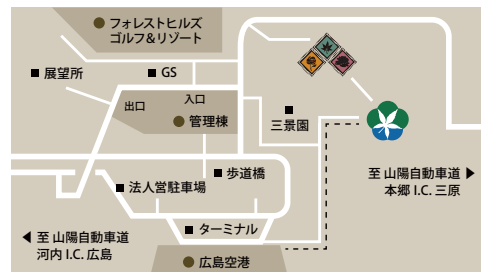 フォレストヒルズ
ゴルフ&リゾート
展望所
GS
出口
入口
管理棟
三景園
至 山陽自動車道
本郷 I.C. 三原
歩道橋
法人営駐車場
ターミナル
至 山陽自動車道
河内 I.C. 広島
広島空港